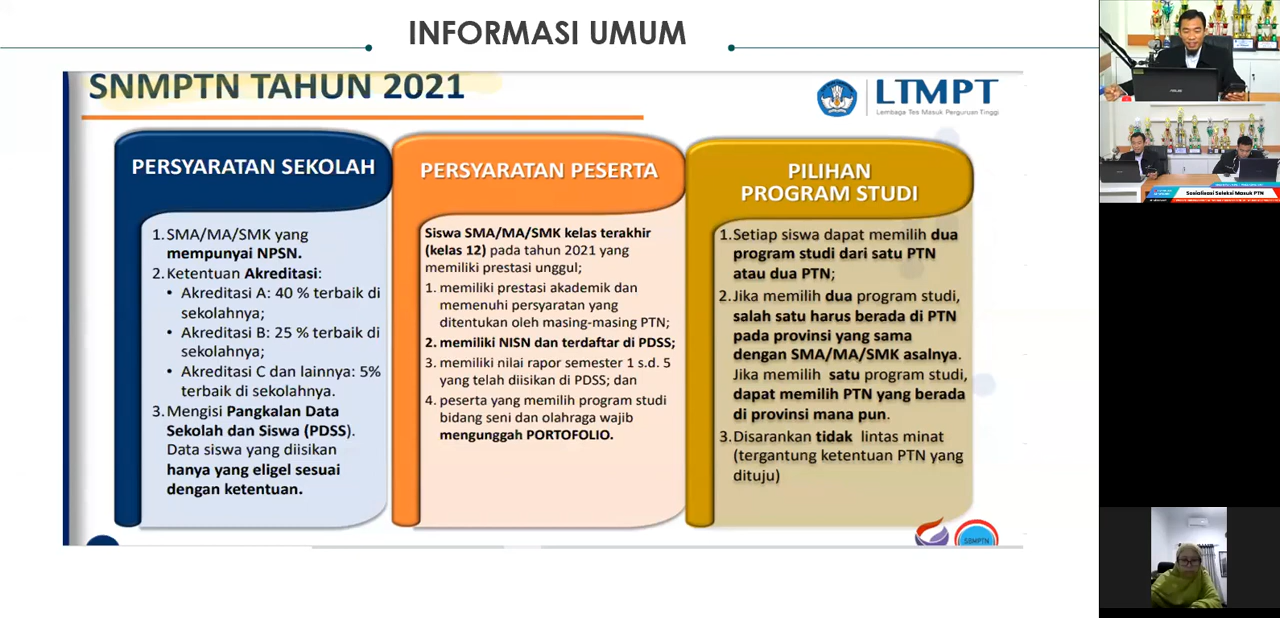 INFORMASI UMUM
SNMPTN TAHUN 2021
LTMPT
Lembaga Tes Masuk Perguruan Tinggi
PERSYARATAN SEKOLAH
1. SMA/MA/SMK yang
mempunyai NPSN.
2. Ketentuan Akreditasi:
• Akreditasi A: 40 % terbaik di
sekolahnya;
• Akreditasi B: 25 % terbaik di
sekolahnya;
• Akreditasi C dan lainnya: 5%
terbaik di sekolahnya.
3. Mengisi Pangkalan Data
Sekolah dan Siswa (PDSS).
Data siswa yang diisikan
hanya yang eligel sesuai
dengan ketentuan.
PERSYARATAN PESERTA
Siswa SMA/MA/SMK kelas terakhir
(kelas 12) pada tahun 2021 yang
memiliki prestasi unggul;
1. memiliki prestasi akademik dan
memenuhi persyaratan yang
ditentukan oleh masing-masing PTN;
2. memiliki NISN dan terdaftar di PDSS;
3. memiliki nilai rapor semester 1 s.d. 5
yang telah diisikan di PDSS; dan
4. peserta yang memilih program studi
bidang seni dan olahraga wajib
mengunggah PORTOFOLIO.
PILIHAN
PROGRAM STUDI
1. Setiap siswa dapat memilih dua
program studi dari satu PTN
atau dua PTN;
2. Jika memilih dua program studi,
salah satu harus berada di PTN
pada provinsi yang sama
dengan SMA/MA/SMK asalnya.
Jika memilih satu program studi,
dapat memilih PTN yang berada
di provinsi mana pun.
3. Disarankan tidak lintas minat
(tergantung ketentuan PTN yang
dituju)
SBMPTN
Sosialisasi Seleksi Masuk PTN